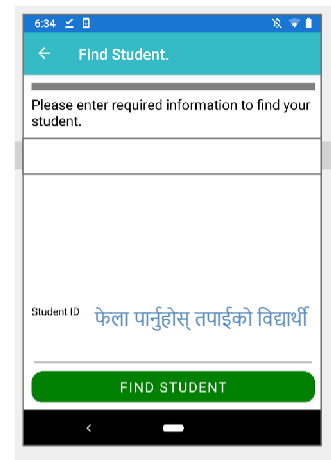 6:34
Find Student.
Please enter required information to find your
student.
Student ID फेला पार्नुहोस् तपाईको विद्यार्थी
FIND STUDENT